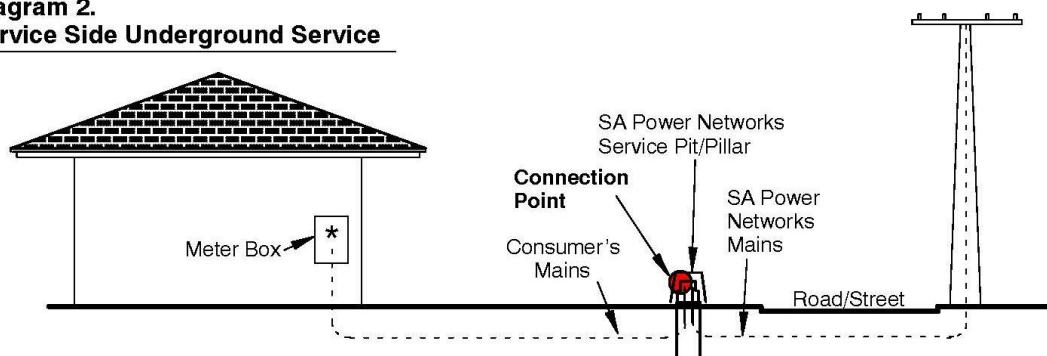 agram 2.
rvice Side Underground Service
SA Power Networks
Service Pit/Pillar
Connection
Point
SA Power
Networks
Mains
Meter Box
*
Consumer's
Mains
Road/Street